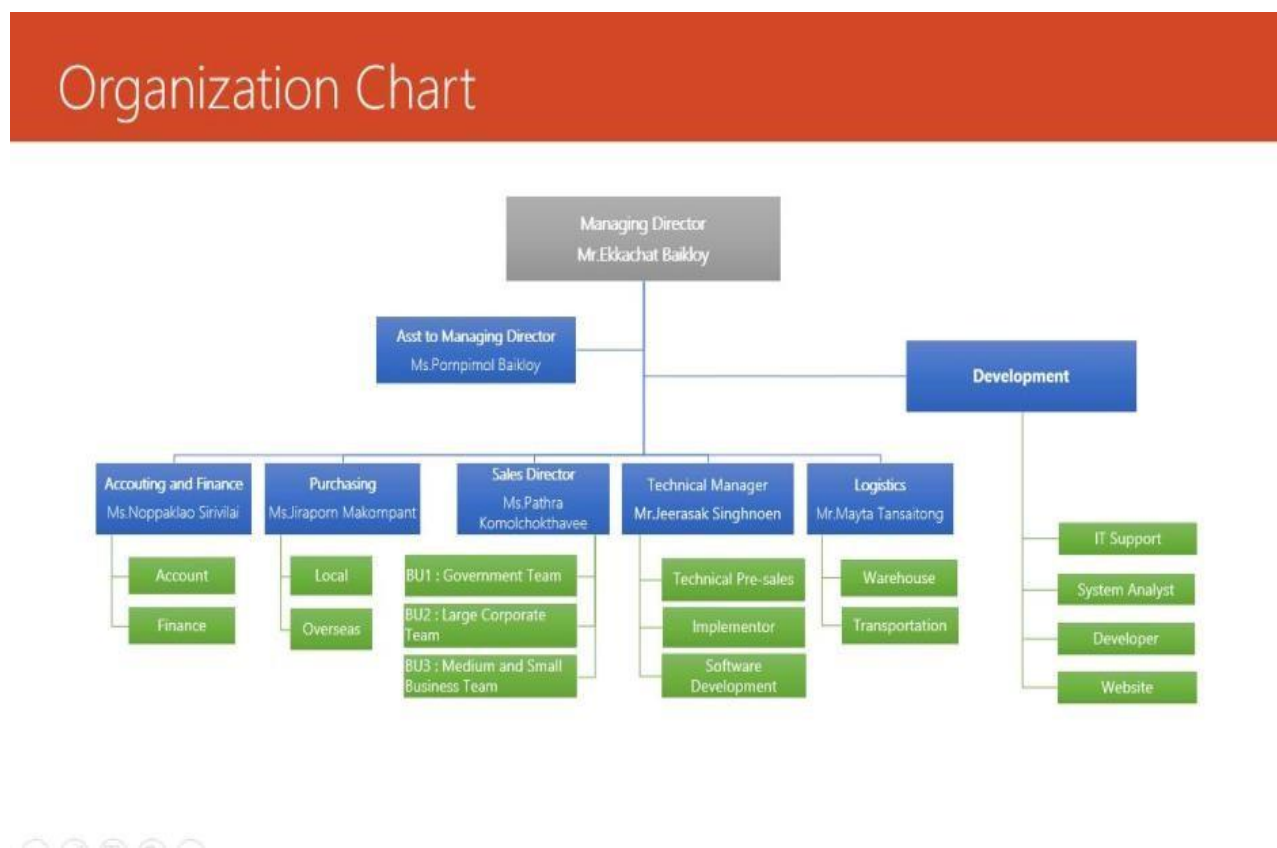 Organization Chart
Managing Director
Mr.Ekkachat Baikloy
Asst to Managing Director
Ms.Pornpimol Baikloy
Development
Accouting and Finance
Ms.Noppaklao Sirivilai
Purchasing
Ms.Jiraporn Makornpant
Sales Director
Ms.Pathra
Komolchokthavee
Technical Manager
Mr.Jeerasak Singhnoen
Logistics
Mr.Mayta Tansaitong
Account
Finance
Local
Overseas
BU1 : Government Team
BU2 : Large Corporate
Team
BU3 : Medium and Small
Business Team
Technical Pre-sales
Implementor
Software
Development
Warehouse
Transportation
IT Support
System Analyst
Developer
Website